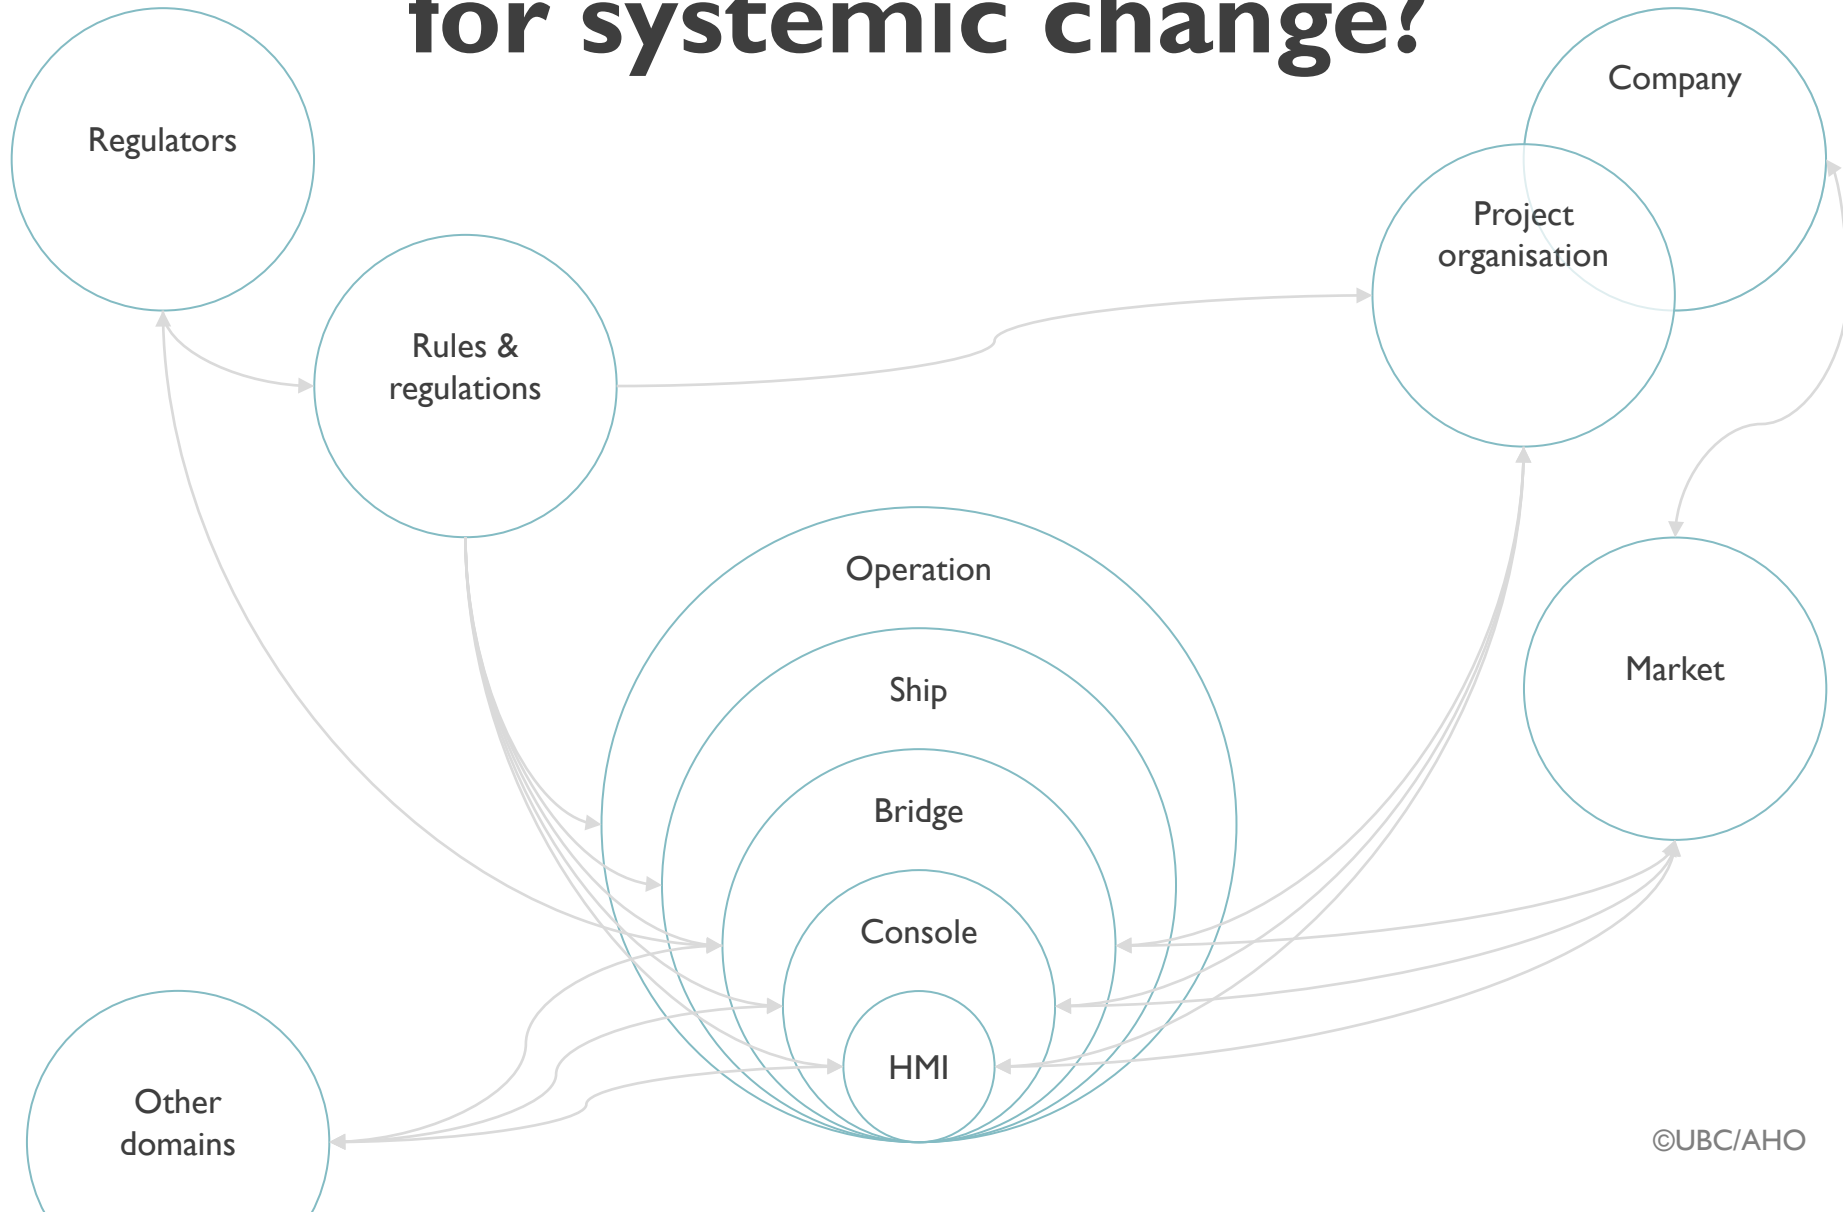 for systemic change?
Company
Regulators
Project
organisation
Rules &
regulations
Operation
Market
Ship
Bridge
Console
HMI
Other
domains
©UBC/AHO